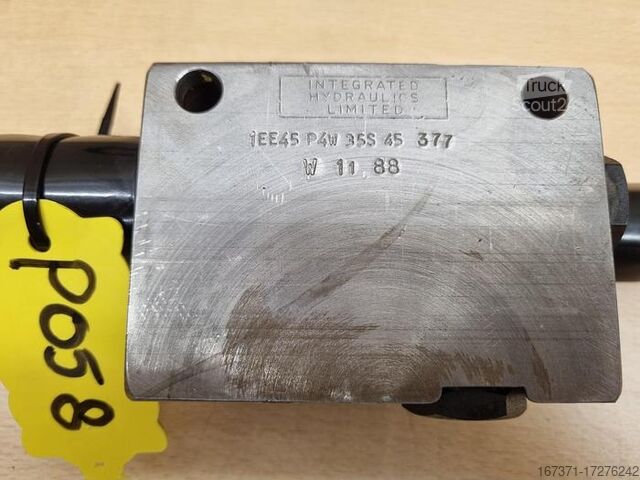 INTEGRATED
HYDRAULICS
LIMITED
1EE45 P4W 35S 45 377
W 11 88
P058
Truck
Scout24
167371-17276242